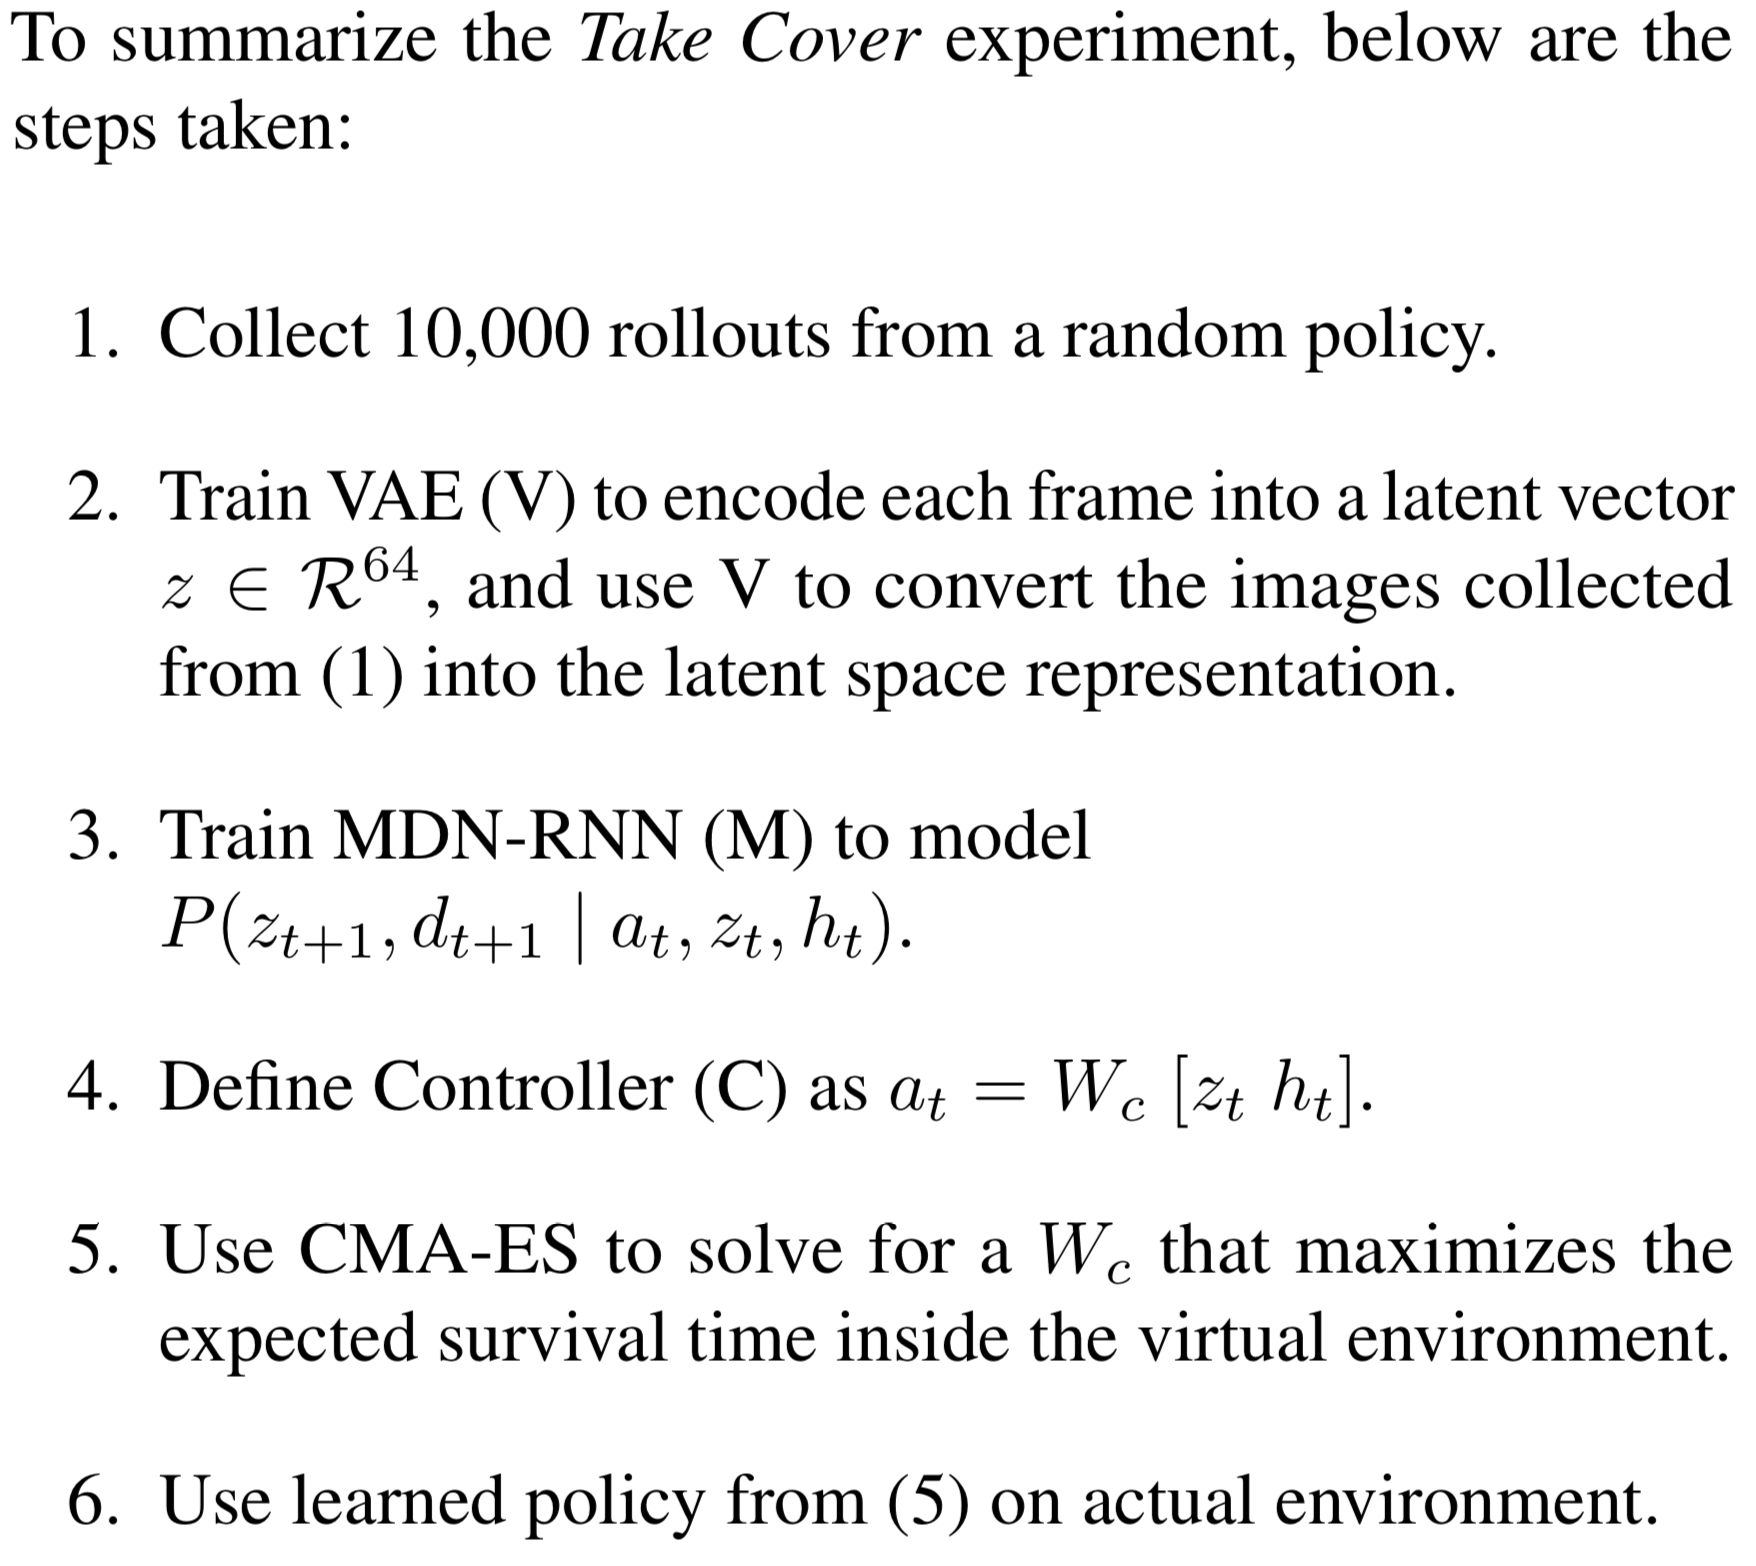 To summarize the Take Cover experiment, below are the
steps taken:
1. Collect 10,000 rollouts from a random policy.
2. Train VAE (V) to encode each frame into a latent vector
z ∈ ℛ⁶⁴, and use V to convert the images collected
from (1) into the latent space representation.
3. Train MDN-RNN (M) to model
P(z_{t+1}, d_{t+1} | a_t, z_t, h_t).
4. Define Controller (C) as a_t = W_c [z_t h_t].
5. Use CMA-ES to solve for a W_c that maximizes the
expected survival time inside the virtual environment.
6. Use learned policy from (5) on actual environment.